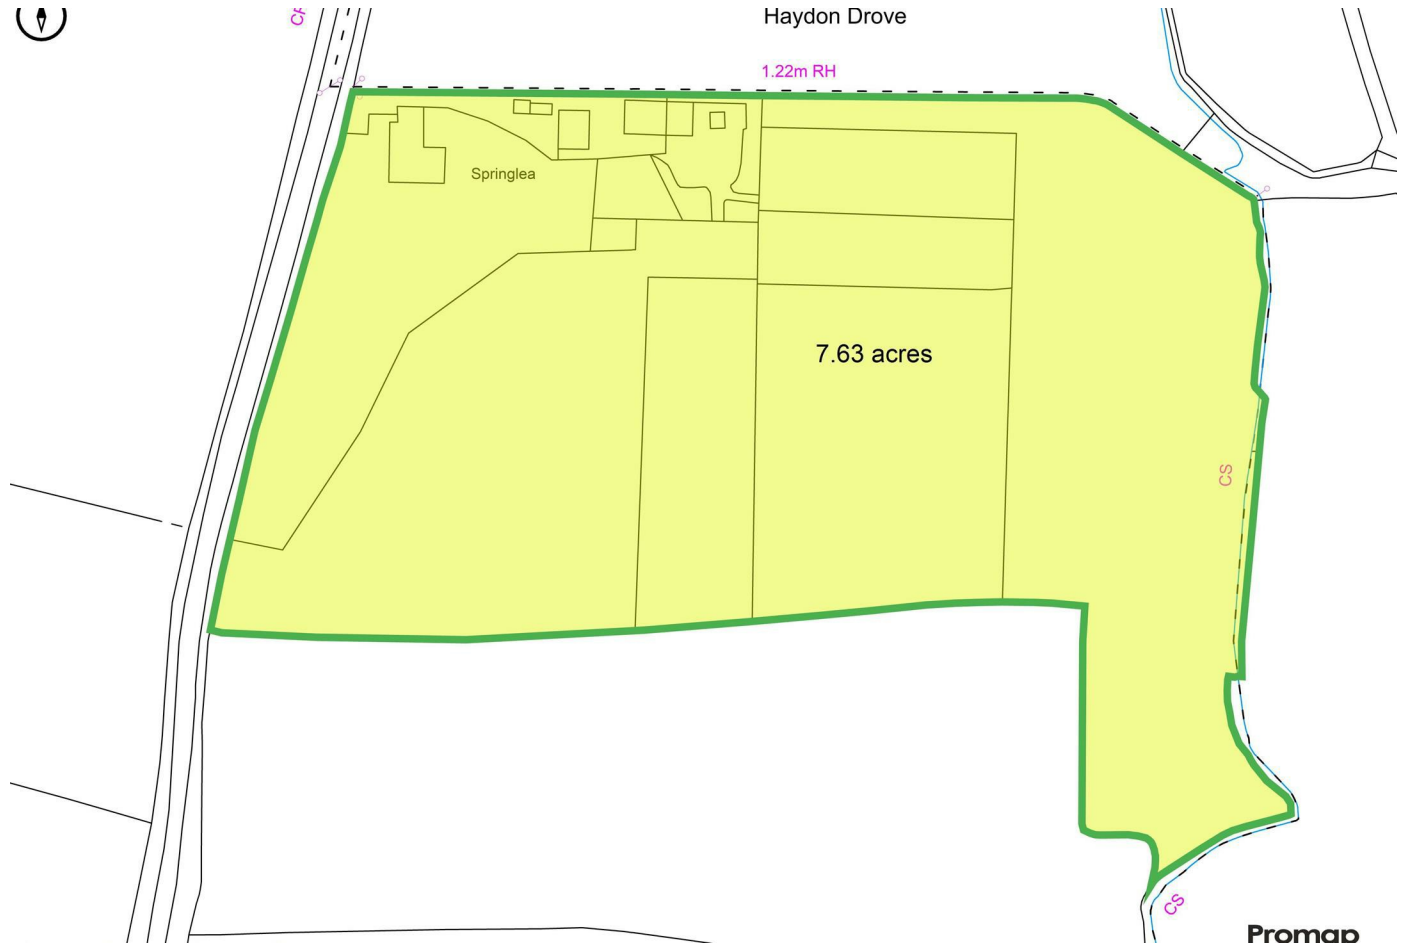 Haydon Drove
1.22m RH
Springlea
7.63 acres
CS
CS
Promap